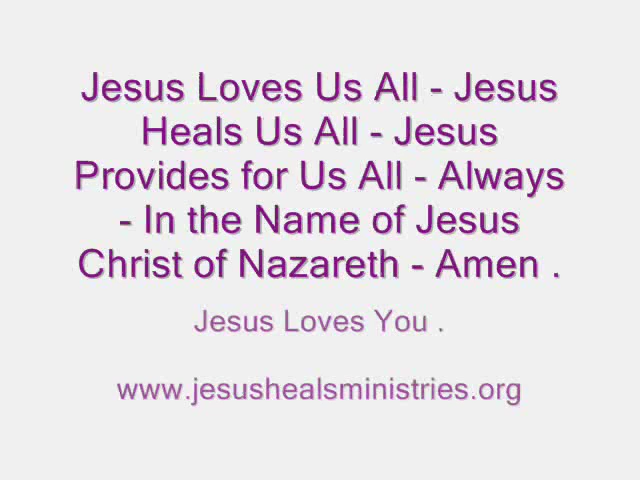 Jesus Loves Us All - Jesus
Heals Us All - Jesus
Provides for Us All - Always
- In the Name of Jesus
Christ of Nazareth - Amen .
Jesus Loves You .
www.jesushealsministries.org